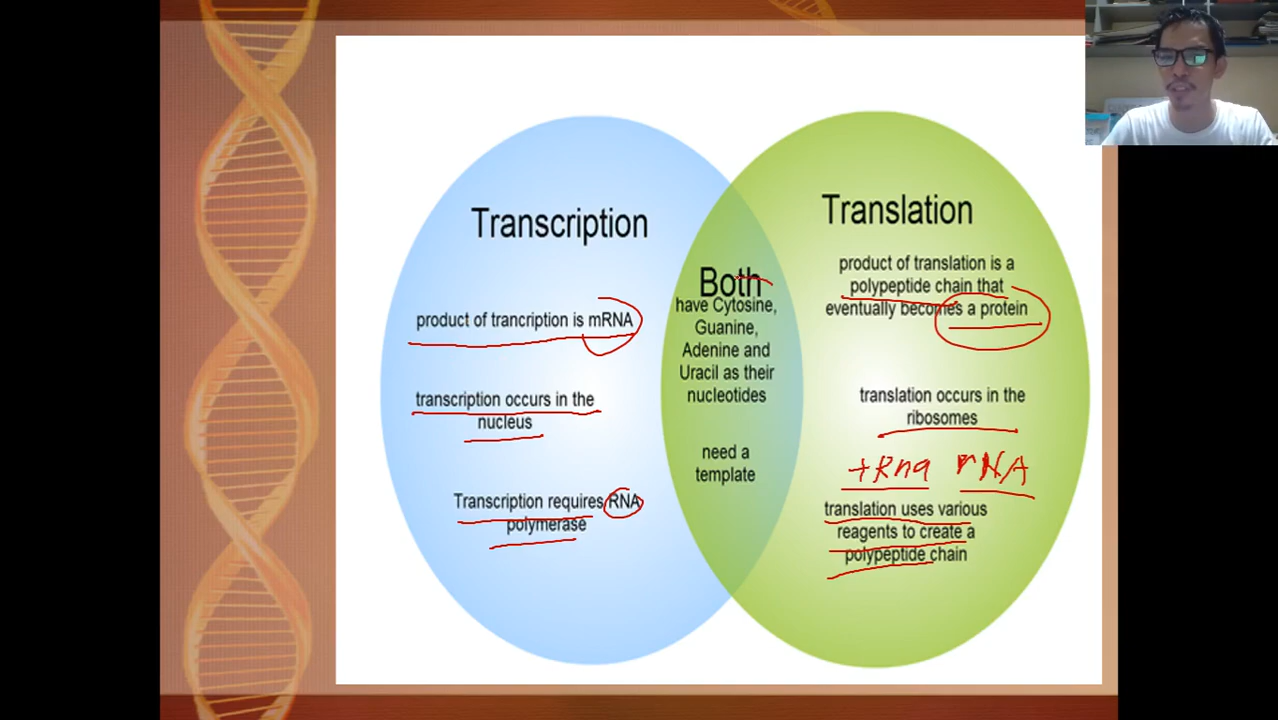 Transcription
product of trancription is mRNA
transcription occurs in the
nucleus
Transcription requires RNA
polymerase
Both
have Cytosine,
Guanine,
Adenine and
Uracil as their
nucleotides
need a
template
Translation
product of translation is a
polypeptide chain that
eventually becomes a protein
translation occurs in the
ribosomes
tRna rNA
translation uses various
reagents to create a
polypeptide chain